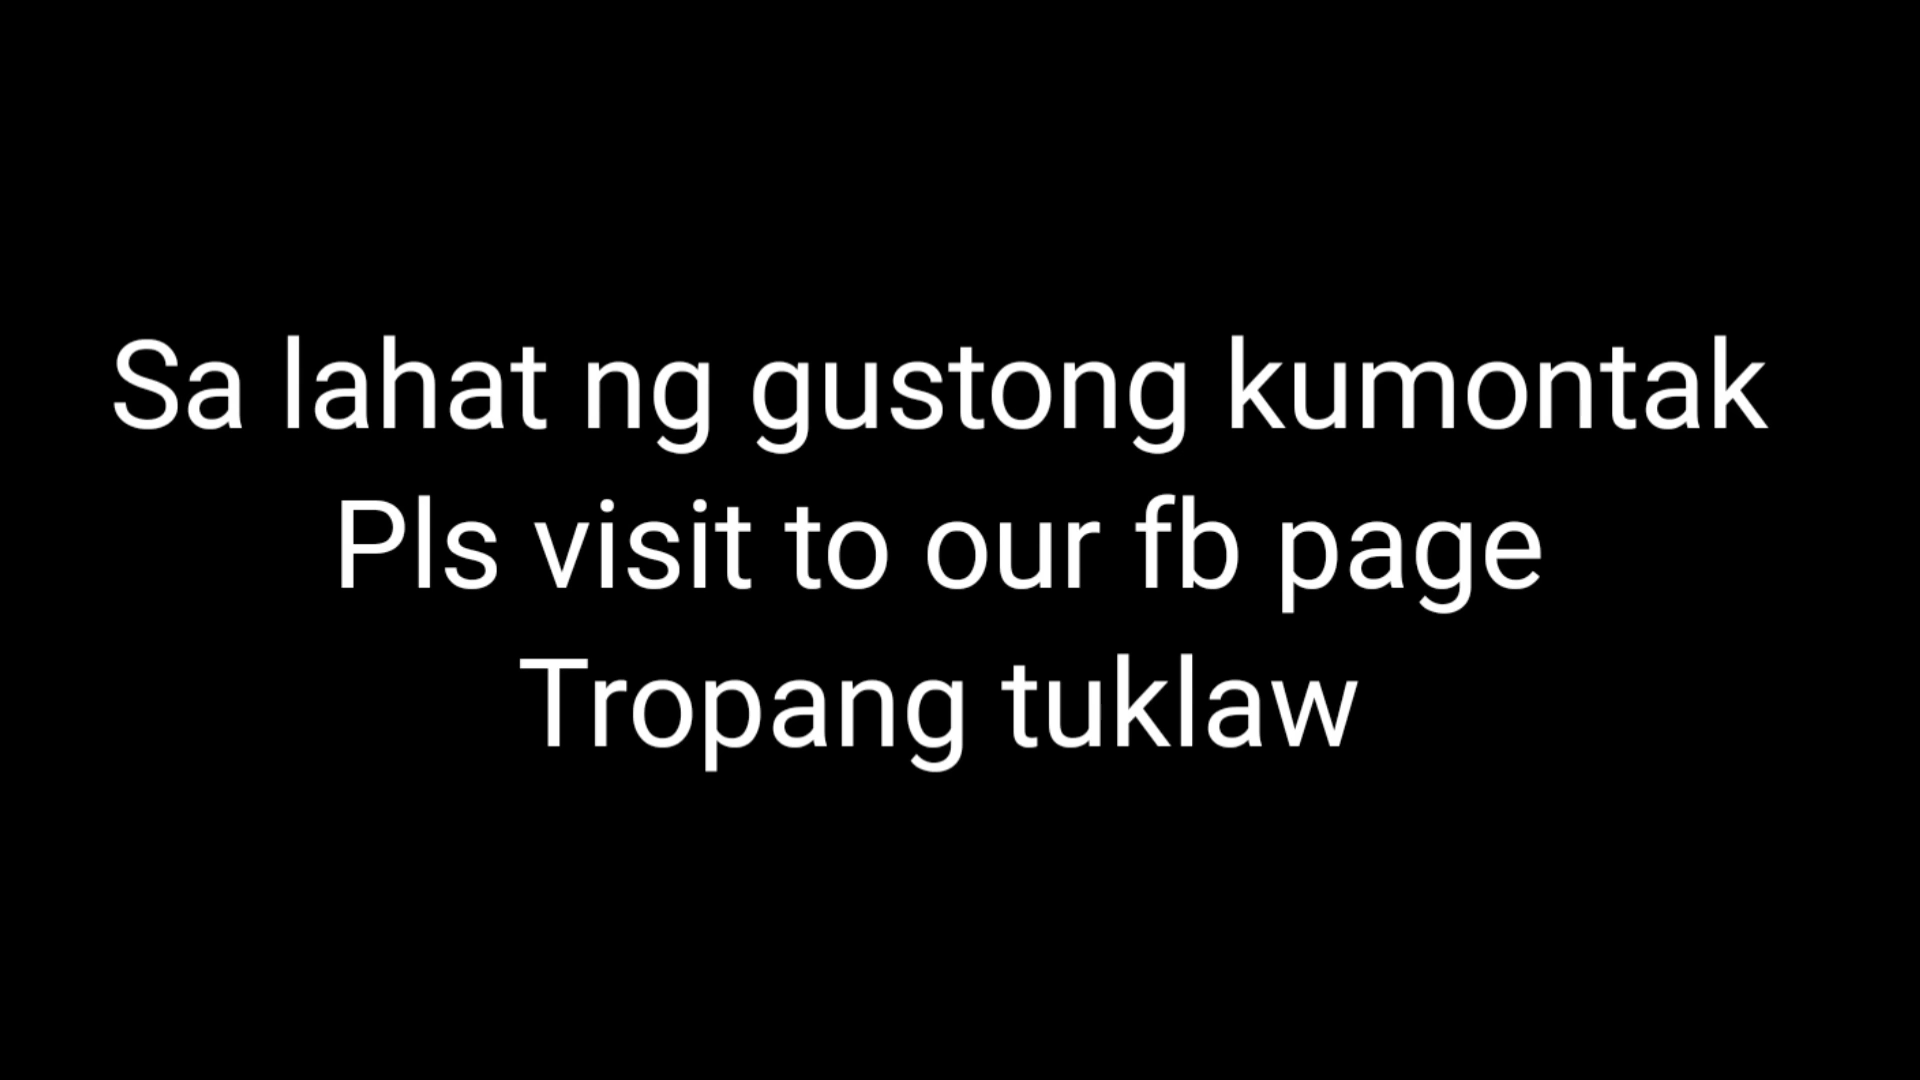 Sa lahat ng gustong kumontak
Pls visit to our fb page
Tropang tuklaw